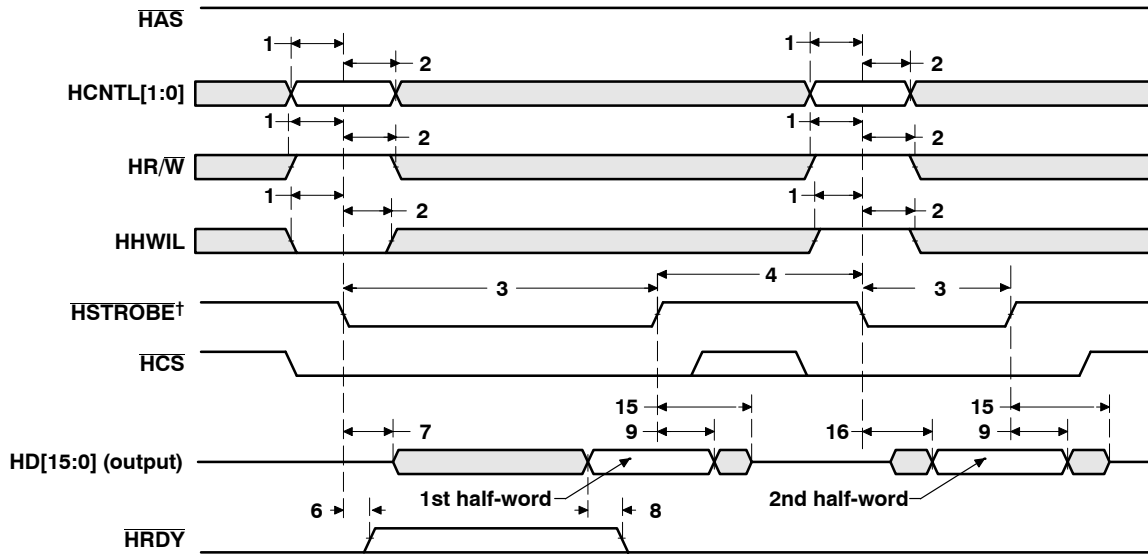 HAS
1
2
1
2
HCNTL[1:0]
1
2
1
2
HR/W
1
2
1
2
HHWIL
3
4
3
HSTROBE†
HCS
15
15
7
9
16
9
HD[15:0] (output)
1st half-word
2nd half-word
6
8
HRDY